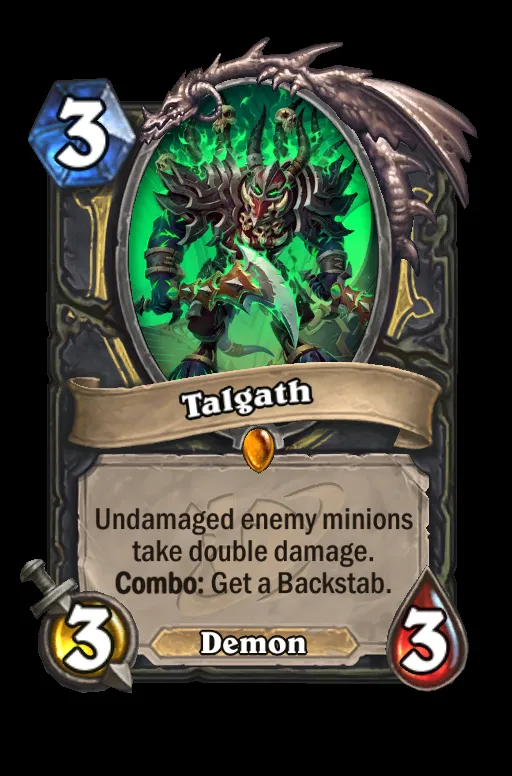 3
Talgath
Undamaged enemy minions
take double damage.
Combo: Get a Backstab.
3
Demon
3